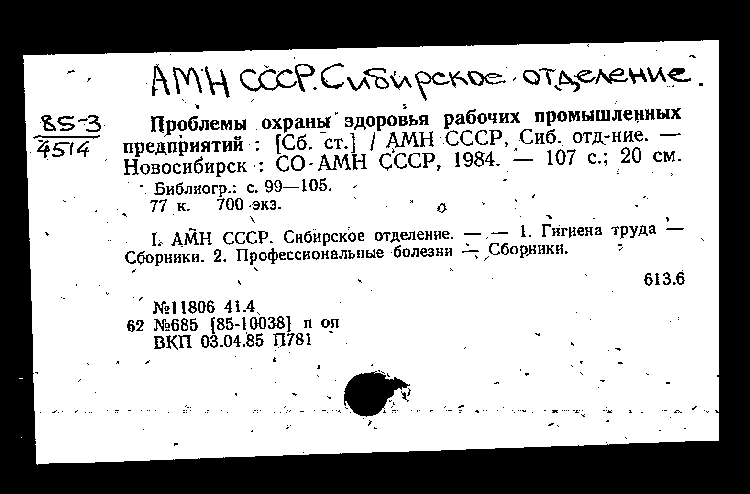 АМН СССР. Сибирское отделение.
85-3
4514
Проблемы охраны здоровья рабочих промышленных
предприятий : [Сб. ст.] / АМН СССР, Сиб. отд-ние. —
Новосибирск : СО АМН СССР, 1984. — 107 с.; 20 см.
Библиогр.: с. 99—105.
77 к. 700 экз.
I. АМН СССР. Сибирское отделение. — — 1. Гигиена труда —
Сборники. 2. Профессиональные болезни — Сборники.
613.6
№11806 41.4
62 №685 [85-10038] п оп
ВКП 03.04.85 П781